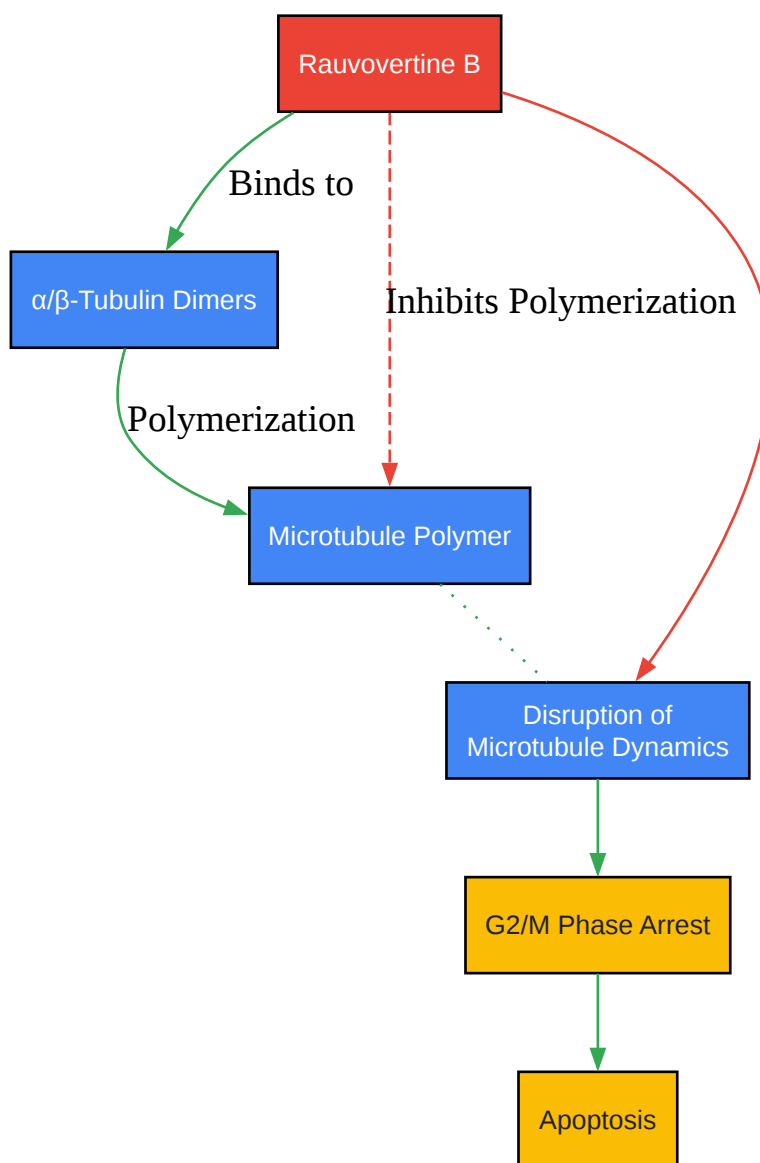 Rauvovertine B
Binds to
α/β-Tubulin Dimers
Inhibits Polymerization
Polymerization
Microtubule Polymer
Disruption of
Microtubule Dynamics
G2/M Phase Arrest
Apoptosis